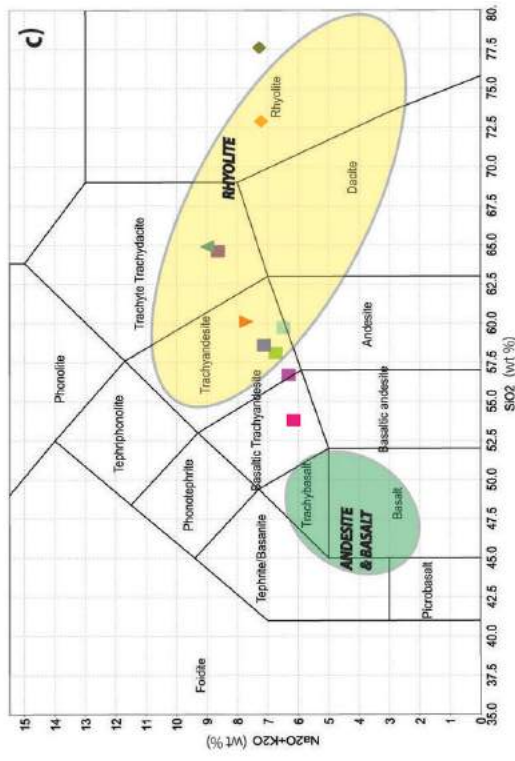 c)
Na2O+K2O (wt %)
15
14
13
12
11
10
9
8
7
6
5
4
3
2
1
0
Phonolite
Tephriphonolite
Trachyte Trachydacite
Foidite
Phonotephrite
Trachyandesite
RHYOLITE
Tephrite/Basanite
Basaltic Trachyandesite
Rhyolite
Trachybasalt
Dacite
ANDESITE
& BASALT
Basalt
Basaltic andesite
Andesite
Picrobasalt
35.0 37.5 40.0 42.5 45.0 47.5 50.0 52.5 55.0 57.5 60.0 62.5 65.0 67.5 70.0 72.5 75.0 77.5 80.
SiO2 (wt %)